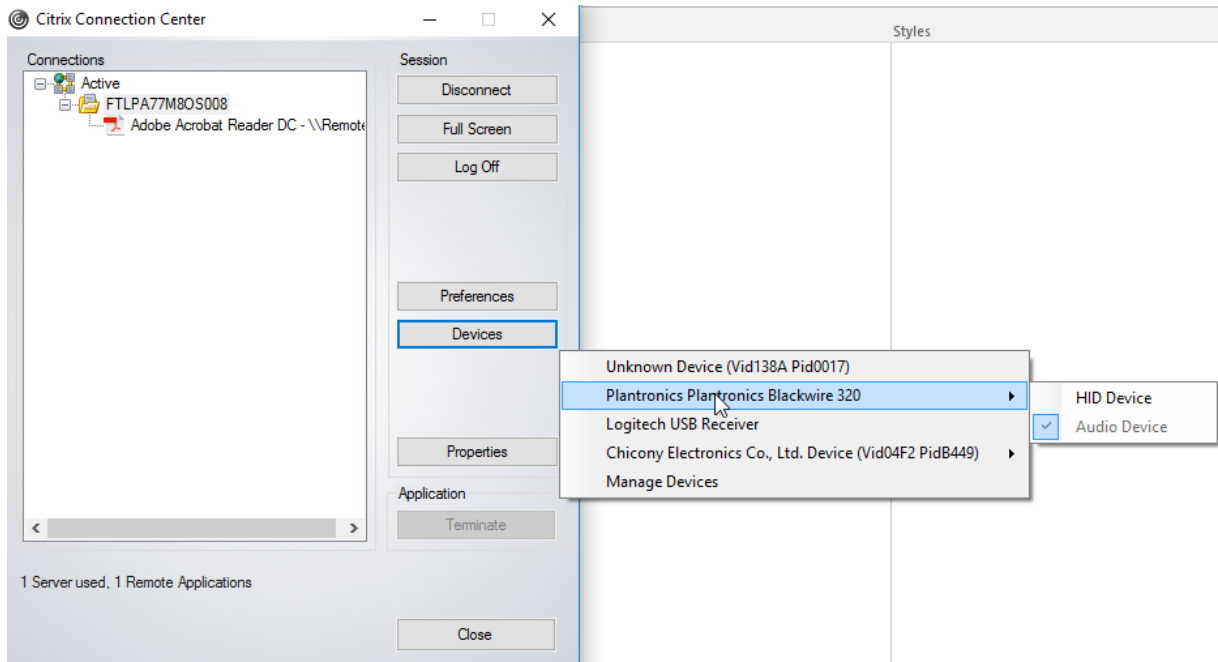 Citrix Connection Center
Styles
Connections
Active
FTLPA77M8OS008
Adobe Acrobat Reader DC - \\Remote
Session
Disconnect
Full Screen
Log Off
Preferences
Devices
Unknown Device (Vid138A Pid0017)
Plantronics Plantronics Blackwire 320
HID Device
Audio Device
Logitech USB Receiver
Chicony Electronics Co., Ltd. Device (Vid04F2 PidB449)
Manage Devices
Properties
Application
Terminate
1 Server used, 1 Remote Applications
Close